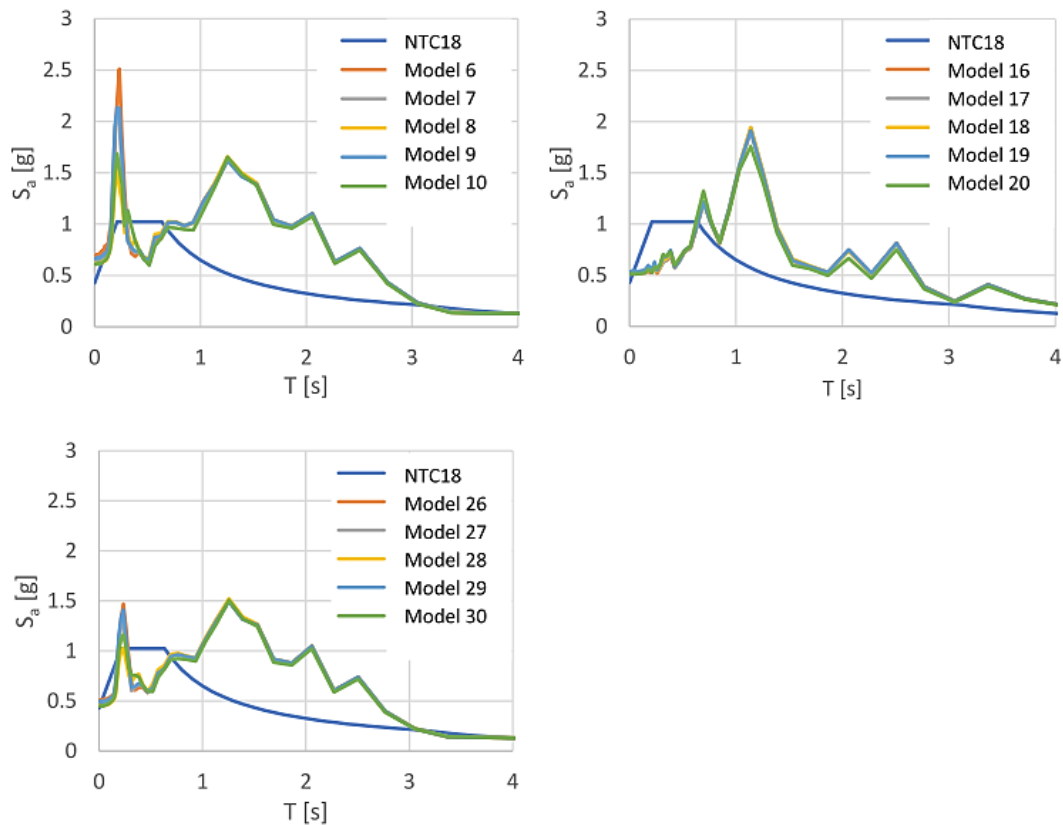 3
2.5
2
1.5
1
0.5
0
Sₐ [g]
0 1 2 3 4
T [s]
NTC18
Model 6
Model 7
Model 8
Model 9
Model 10
3
2.5
2
1.5
1
0.5
0
Sₐ [g]
0 1 2 3 4
T [s]
NTC18
Model 16
Model 17
Model 18
Model 19
Model 20
3
2.5
2
1.5
1
0.5
0
Sₐ [g]
0 1 2 3 4
T [s]
NTC18
Model 26
Model 27
Model 28
Model 29
Model 30